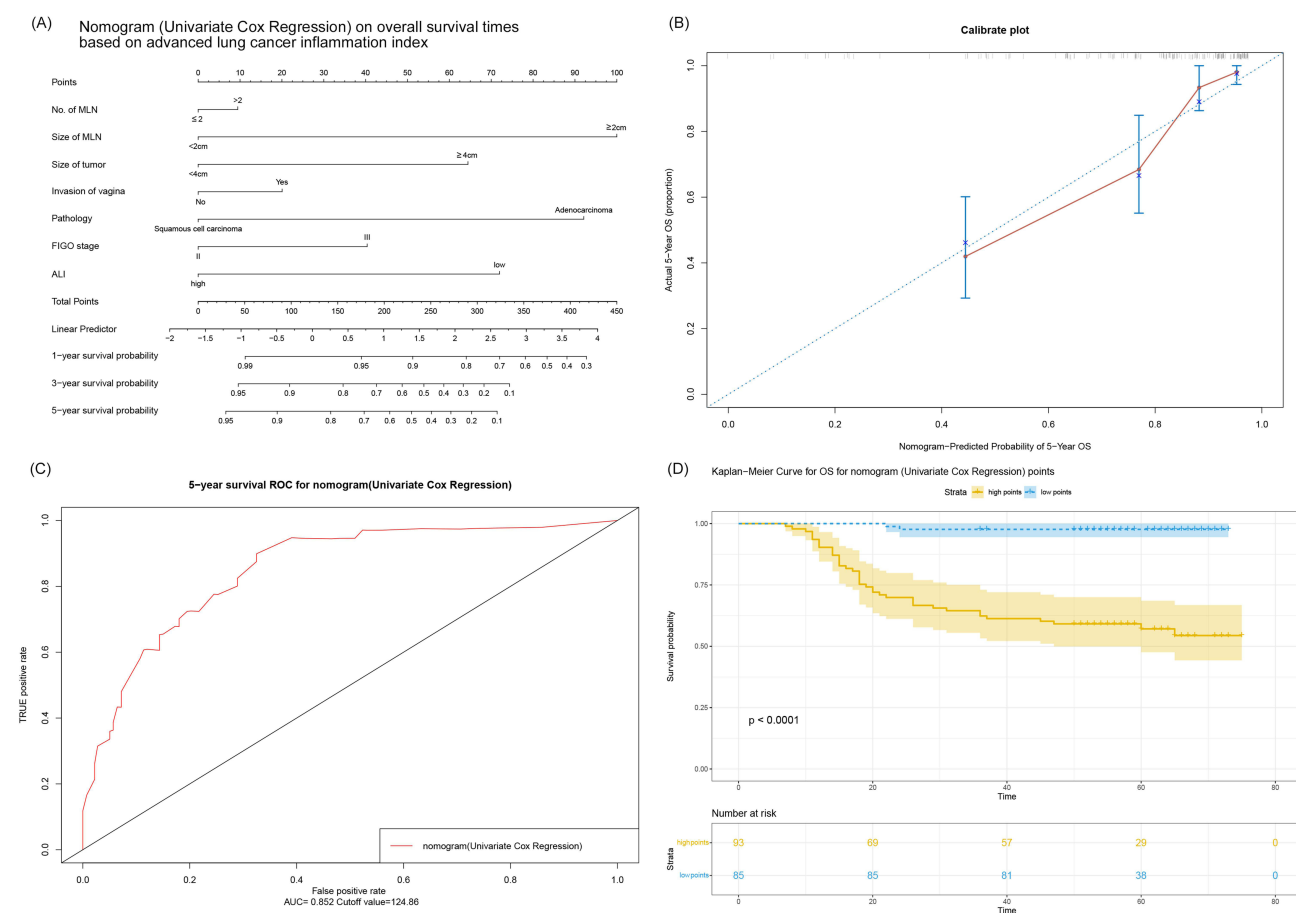 (A)
Nomogram (Univariate Cox Regression) on overall survival times
based on advanced lung cancer inflammation index
Points
0 10 20 30 40 50 60 70 80 90 100
No. of MLN
>2
≤2
Size of MLN
≥2cm
<2cm
Size of tumor
≥4cm
<4cm
Invasion of vagina
Yes
No
Pathology
Adenocarcinoma
Squamous cell carcinoma
FIGO stage
III
II
ALI
low
high
Total Points
0 50 100 150 200 250 300 350 400 450
Linear Predictor
−2 −1.5 −1 −0.5 0 0.5 1 1.5 2 2.5 3 3.5 4
1−year survival probability
0.99 0.95 0.9 0.8 0.7 0.6 0.5 0.4 0.3
3−year survival probability
0.95 0.9 0.8 0.7 0.6 0.5 0.4 0.3 0.2 0.1
5−year survival probability
0.95 0.9 0.8 0.7 0.6 0.5 0.4 0.3 0.2 0.1
(B)
Calibrate plot
Actual 5−Year OS (proportion)
1.0
0.8
0.6
0.4
0.2
0.0
0.0 0.2 0.4 0.6 0.8 1.0
Nomogram−Predicted Probability of 5−Year OS
(C)
5−year survival ROC for nomogram(Univariate Cox Regression)
TRUE positive rate
1.0
0.8
0.6
0.4
0.2
0.0
nomogram(Univariate Cox Regression)
0.0 0.2 0.4 0.6 0.8 1.0
False positive rate
AUC= 0.852 Cutoff value=124.86
(D)
Kaplan−Meier Curve for OS for nomogram (Univariate Cox Regression) points
Strata high points low points
Survival probability
1.00
0.75
0.50
0.25
0.00
p < 0.0001
0 20 40 60 80
Time
Number at risk
Strata
highpoints 93 69 57 29 0
lowpoints 85 85 81 38 0
0 20 40 60 80
Time